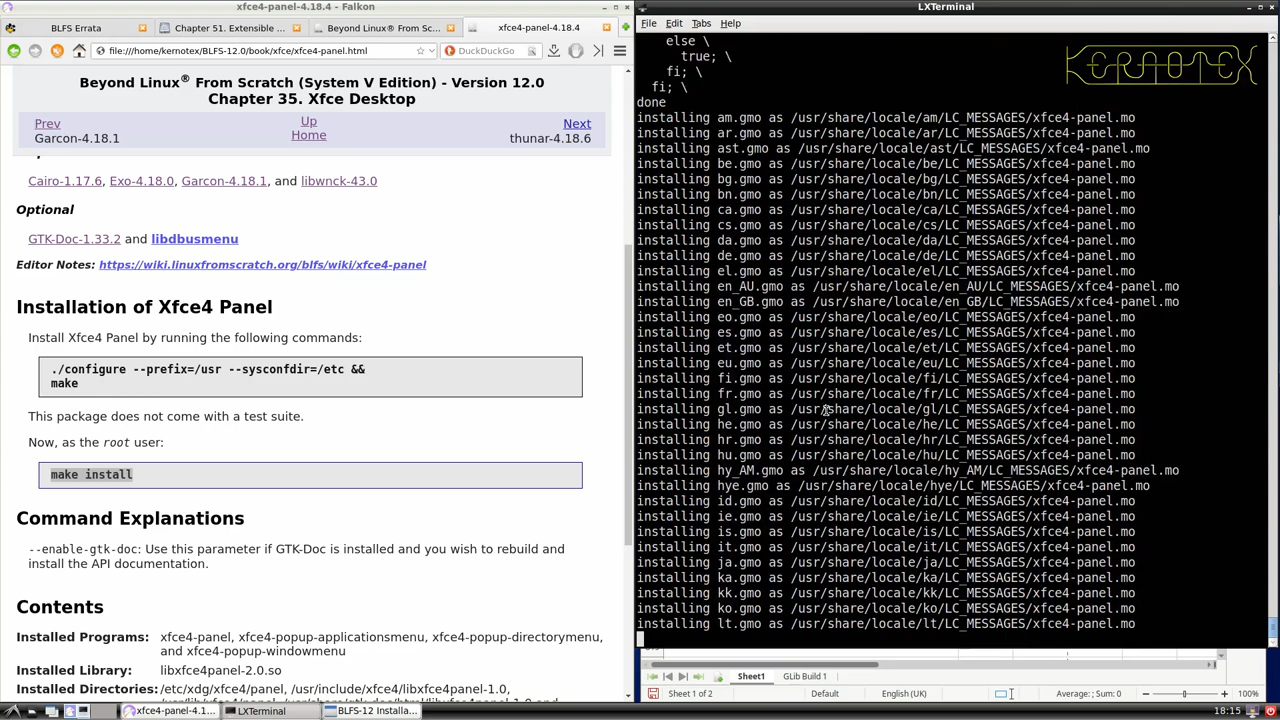 xfce4-panel-4.18.4 - Falkon
BLFS Errata
Chapter 51. Extensible
Beyond Linux® From Sc
xfce4-panel-4.18.4
file:///home/kernotex/BLFS-12.0/book/xfce/xfce4-panel.html
DuckDuckGo
Beyond Linux® From Scratch (System V Edition) - Version 12.0
Chapter 35. Xfce Desktop
Prev
Up
Next
Garcon-4.18.1
Home
thunar-4.18.6
Cairo-1.17.6, Exo-4.18.0, Garcon-4.18.1, and libwnck-43.0
Optional
GTK-Doc-1.33.2 and libdbusmenu
Editor Notes: https://wiki.linuxfromscratch.org/blfs/wiki/xfce4-panel
Installation of Xfce4 Panel
Install Xfce4 Panel by running the following commands:
./configure --prefix=/usr --sysconfdir=/etc &&
make
This package does not come with a test suite.
Now, as the root user:
make install
Command Explanations
--enable-gtk-doc: Use this parameter if GTK-Doc is installed and you wish to rebuild and
install the API documentation.
Contents
Installed Programs: xfce4-panel, xfce4-popup-applicationsmenu, xfce4-popup-directorymenu,
and xfce4-popup-windowmenu
Installed Library: libxfce4panel-2.0.so
Installed Directories: /etc/xdg/xfce4/panel, /usr/include/xfce4/libxfce4panel-1.0,
LXTerminal
File Edit Tabs Help
KERNOTEX
else \
true; \
fi; \
fi; \
done
installing am.gmo as /usr/share/locale/am/LC_MESSAGES/xfce4-panel.mo
installing ar.gmo as /usr/share/locale/ar/LC_MESSAGES/xfce4-panel.mo
installing ast.gmo as /usr/share/locale/ast/LC_MESSAGES/xfce4-panel.mo
installing be.gmo as /usr/share/locale/be/LC_MESSAGES/xfce4-panel.mo
installing bg.gmo as /usr/share/locale/bg/LC_MESSAGES/xfce4-panel.mo
installing bn.gmo as /usr/share/locale/bn/LC_MESSAGES/xfce4-panel.mo
installing ca.gmo as /usr/share/locale/ca/LC_MESSAGES/xfce4-panel.mo
installing cs.gmo as /usr/share/locale/cs/LC_MESSAGES/xfce4-panel.mo
installing da.gmo as /usr/share/locale/da/LC_MESSAGES/xfce4-panel.mo
installing de.gmo as /usr/share/locale/de/LC_MESSAGES/xfce4-panel.mo
installing el.gmo as /usr/share/locale/el/LC_MESSAGES/xfce4-panel.mo
installing en_AU.gmo as /usr/share/locale/en_AU/LC_MESSAGES/xfce4-panel.mo
installing en_GB.gmo as /usr/share/locale/en_GB/LC_MESSAGES/xfce4-panel.mo
installing eo.gmo as /usr/share/locale/eo/LC_MESSAGES/xfce4-panel.mo
installing es.gmo as /usr/share/locale/es/LC_MESSAGES/xfce4-panel.mo
installing et.gmo as /usr/share/locale/et/LC_MESSAGES/xfce4-panel.mo
installing eu.gmo as /usr/share/locale/eu/LC_MESSAGES/xfce4-panel.mo
installing fi.gmo as /usr/share/locale/fi/LC_MESSAGES/xfce4-panel.mo
installing fr.gmo as /usr/share/locale/fr/LC_MESSAGES/xfce4-panel.mo
installing gl.gmo as /usr/share/locale/gl/LC_MESSAGES/xfce4-panel.mo
installing he.gmo as /usr/share/locale/he/LC_MESSAGES/xfce4-panel.mo
installing hr.gmo as /usr/share/locale/hr/LC_MESSAGES/xfce4-panel.mo
installing hu.gmo as /usr/share/locale/hu/LC_MESSAGES/xfce4-panel.mo
installing hy_AM.gmo as /usr/share/locale/hy_AM/LC_MESSAGES/xfce4-panel.mo
installing hye.gmo as /usr/share/locale/hye/LC_MESSAGES/xfce4-panel.mo
installing id.gmo as /usr/share/locale/id/LC_MESSAGES/xfce4-panel.mo
installing ie.gmo as /usr/share/locale/ie/LC_MESSAGES/xfce4-panel.mo
installing is.gmo as /usr/share/locale/is/LC_MESSAGES/xfce4-panel.mo
installing it.gmo as /usr/share/locale/it/LC_MESSAGES/xfce4-panel.mo
installing ja.gmo as /usr/share/locale/ja/LC_MESSAGES/xfce4-panel.mo
installing ka.gmo as /usr/share/locale/ka/LC_MESSAGES/xfce4-panel.mo
installing kk.gmo as /usr/share/locale/kk/LC_MESSAGES/xfce4-panel.mo
installing ko.gmo as /usr/share/locale/ko/LC_MESSAGES/xfce4-panel.mo
installing lt.gmo as /usr/share/locale/lt/LC_MESSAGES/xfce4-panel.mo
Sheet1
GLib Build 1
Sheet 1 of 2
Default
English (UK)
Average: ; Sum: 0
100%
xfce4-panel-4.1...
LXTerminal
BLFS-12 Installa...
18:15